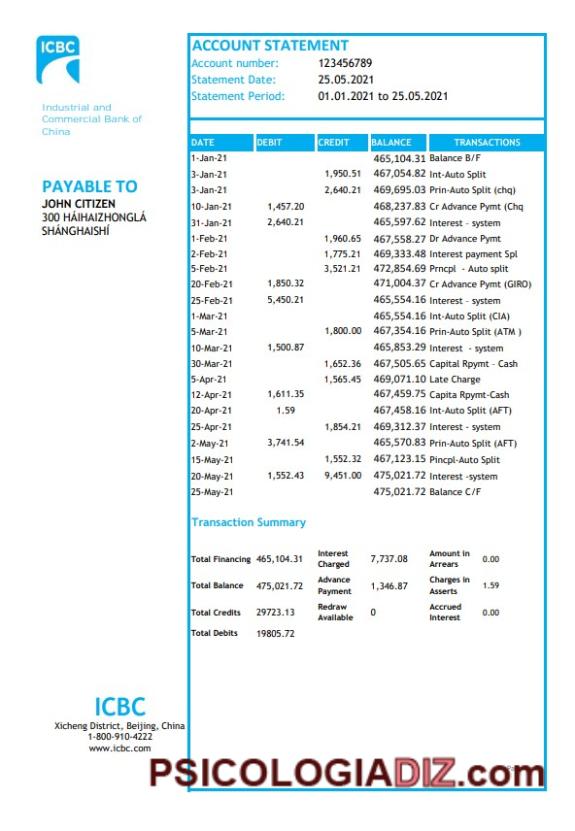 ICBC
Industrial and
Commercial Bank of
China
PAYABLE TO
JOHN CITIZEN
300 HÁIHAIZHONGLÁ
SHÁNGHAISHÍ
ACCOUNT STATEMENT
Account number: 123456789
Statement Date: 25.05.2021
Statement Period: 01.01.2021 to 25.05.2021
DATE DEBIT CREDIT BALANCE TRANSACTIONS
1-Jan-21 465,104.31 Balance B/F
3-Jan-21 1,950.51 467,054.82 Int-Auto Split
3-Jan-21 2,640.21 469,695.03 Prin-Auto Split (chq)
10-Jan-21 1,457.20 468,237.83 Cr Advance Pymt (Chq
31-Jan-21 2,640.21 465,597.62 Interest - system
1-Feb-21 1,960.65 467,558.27 Dr Advance Pymt
2-Feb-21 1,775.21 469,333.48 Interest payment Spl
5-Feb-21 3,521.21 472,854.69 Prncpl - Auto split
20-Feb-21 1,850.32 471,004.37 Cr Advance Pymt (GIRO)
25-Feb-21 5,450.21 465,554.16 Interest - system
1-Mar-21 465,554.16 Int-Auto Split (CIA)
5-Mar-21 1,800.00 467,354.16 Prin-Auto Split (ATM )
10-Mar-21 1,500.87 465,853.29 Interest - system
30-Mar-21 1,652.36 467,505.65 Capital Rpymt - Cash
5-Apr-21 1,565.45 469,071.10 Late Charge
12-Apr-21 1,611.35 467,459.75 Capita Rpymt-Cash
20-Apr-21 1.59 467,458.16 Int-Auto Split (AFT)
25-Apr-21 1,854.21 469,312.37 Interest - system
2-May-21 3,741.54 465,570.83 Prin-Auto Split (AFT)
15-May-21 1,552.32 467,123.15 Pincpl-Auto Split
20-May-21 1,552.43 9,451.00 475,021.72 Interest -system
25-May-21 475,021.72 Balance C/F
Transaction Summary
Total Financing 465,104.31 Interest Charged 7,737.08 Amount in Arrears 0.00
Total Balance 475,021.72 Advance Payment 1,346.87 Charges in Asserts 1.59
Total Credits 29723.13 Redraw Available 0 Accrued Interest 0.00
Total Debits 19805.72
ICBC
Xicheng District, Beijing, China
1-800-910-4222
www.icbc.com
PSICOLOGIADIZ.com